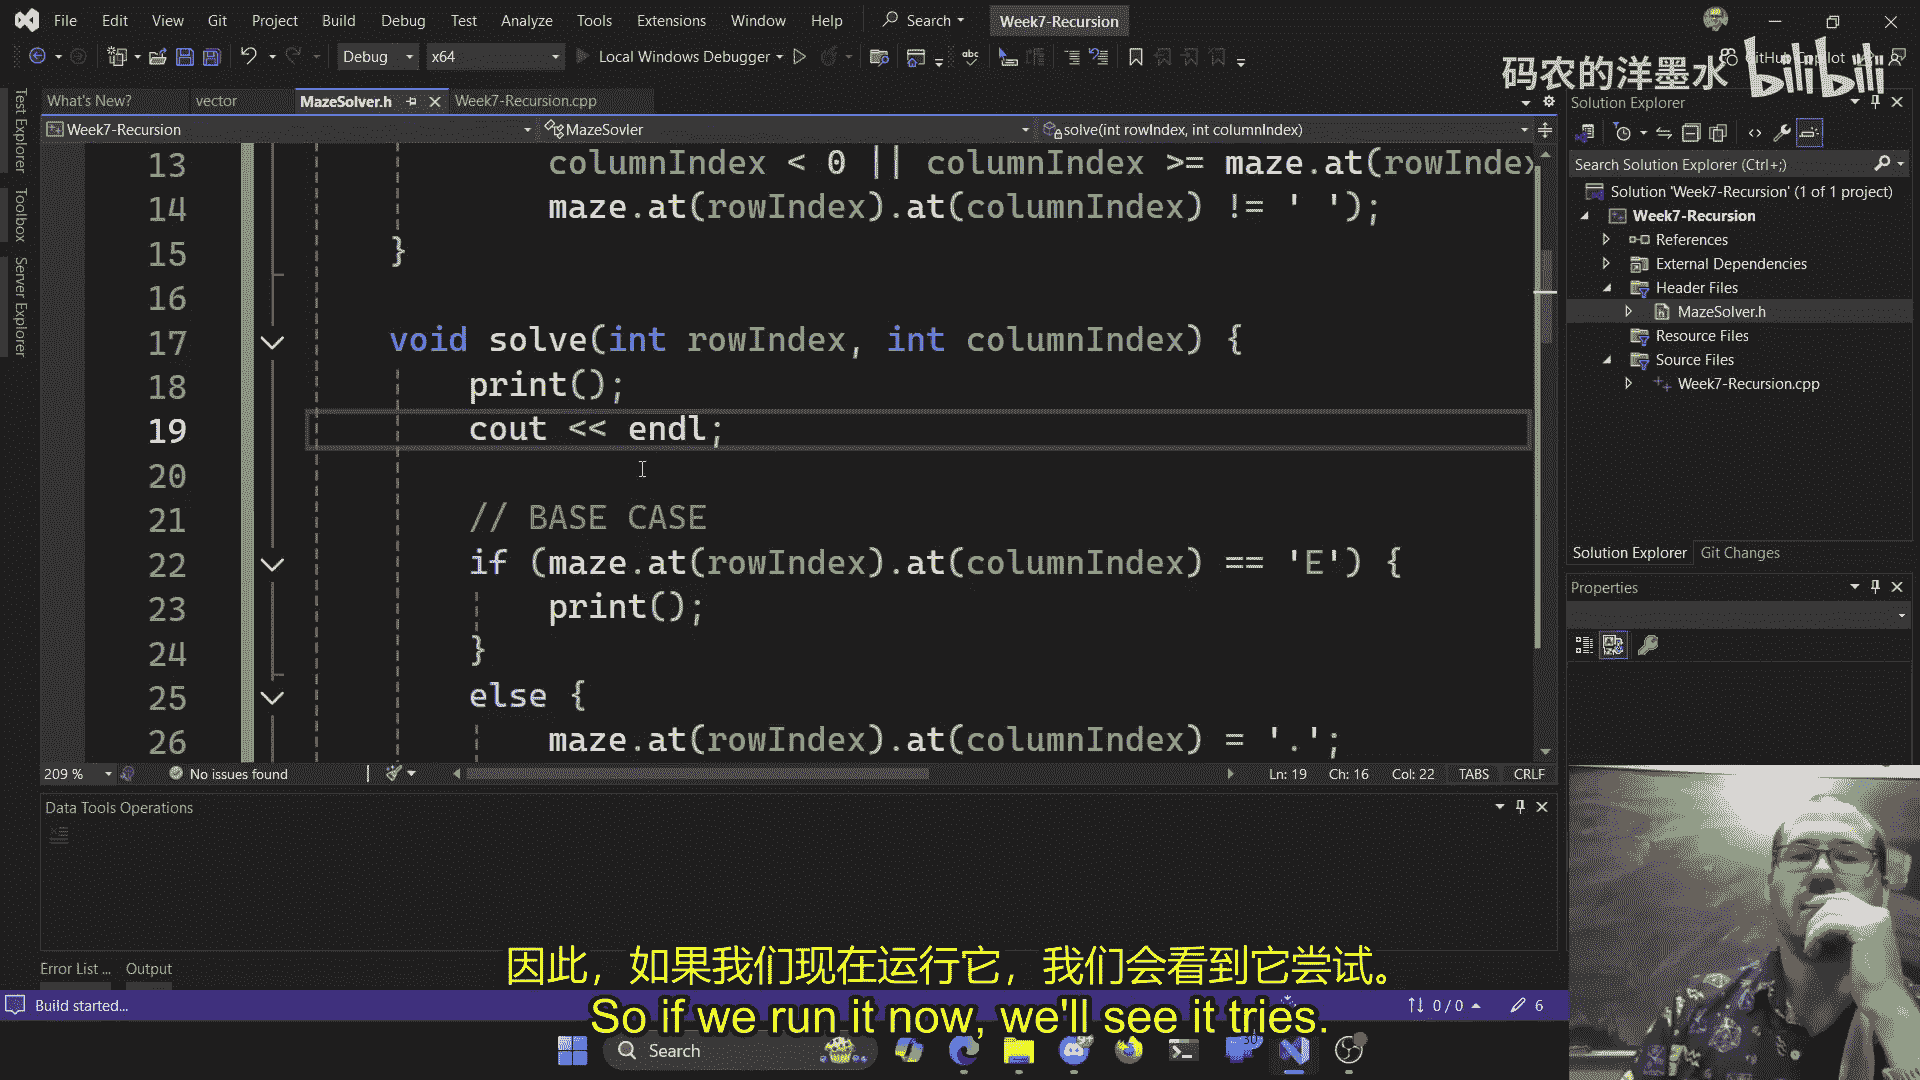 File Edit View Git Project Build Debug Test Analyze Tools Extensions Window Help Search Week7-Recursion
Debug x64 Local Windows Debugger GitHub Copilot
码农的洋墨水 bilibili
What's New? vector MazeSolver.h Week7-Recursion.cpp
Week7-Recursion MazeSovler solve(int rowIndex, int columnIndex)
Test Explorer
Toolbox
Server Explorer
13 columnIndex < 0 || columnIndex >= maze.at(rowIndex
14 maze.at(rowIndex).at(columnIndex) != ' ');
15 }
16
17 void solve(int rowIndex, int columnIndex) {
18 print();
19 cout << endl;
20
21 // BASE CASE
22 if (maze.at(rowIndex).at(columnIndex) == 'E') {
23 print();
24 }
25 else {
26 maze.at(rowIndex).at(columnIndex) = '.';
209 % No issues found Ln: 19 Ch: 16 Col: 22 TABS CRLF
Data Tools Operations
Error List ... Output
Solution Explorer
Search Solution Explorer (Ctrl+;)
Solution 'Week7-Recursion' (1 of 1 project)
Week7-Recursion
References
External Dependencies
Header Files
MazeSolver.h
Resource Files
Source Files
Week7-Recursion.cpp
Solution Explorer Git Changes
Properties
因此，如果我们现在运行它，我们会看到它尝试。
So if we run it now, we'll see it tries.
Build started... 0 / 0 6
Search